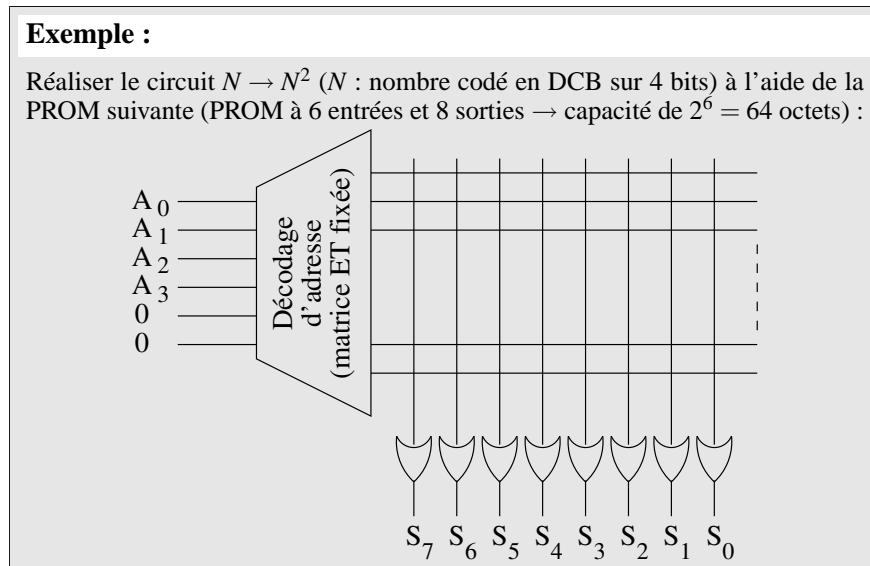 Exemple :
Réaliser le circuit N → N² (N : nombre codé en DCB sur 4 bits) à l'aide de la
PROM suivante (PROM à 6 entrées et 8 sorties → capacité de 2⁶ = 64 octets) :
A₀
A₁
A₂
A₃
0
0
Décodage
d'adresse
(matrice ET fixée)
S₇ S₆ S₅ S₄ S₃ S₂ S₁ S₀